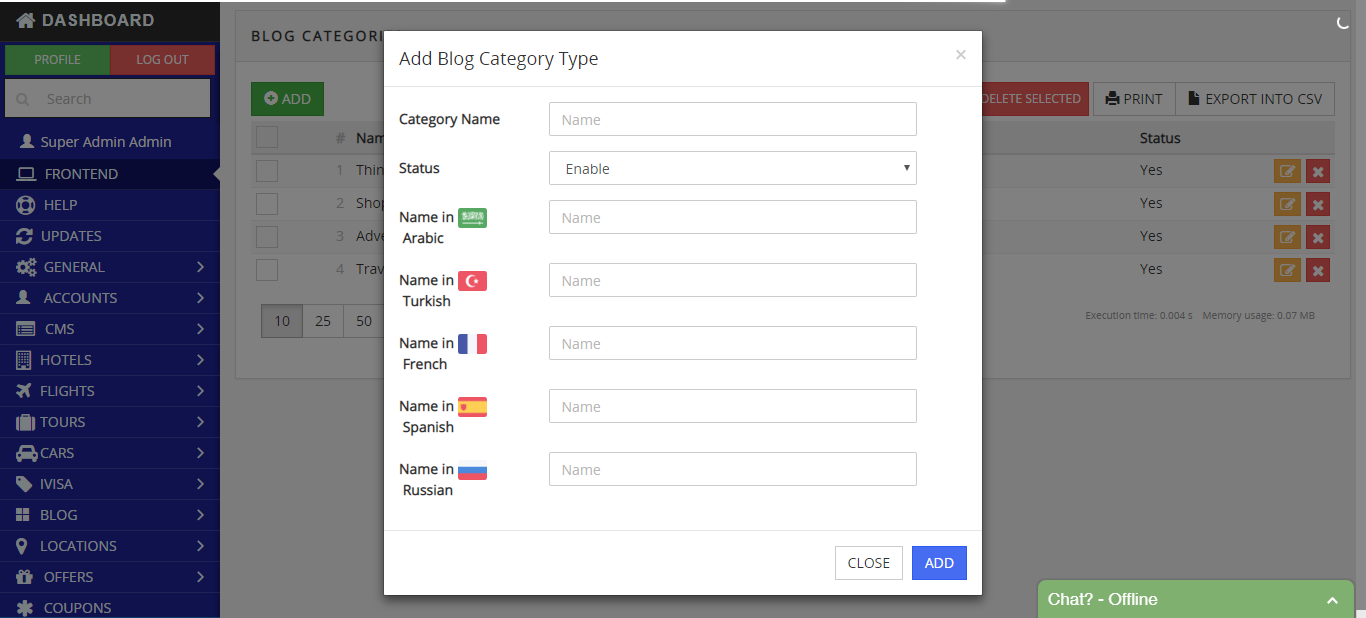 DASHBOARD
PROFILE
LOG OUT
Search
Super Admin Admin
FRONTEND
HELP
UPDATES
GENERAL
ACCOUNTS
CMS
HOTELS
FLIGHTS
TOURS
CARS
IVISA
BLOG
LOCATIONS
OFFERS
COUPONS
BLOG CATEGORI
ADD
DELETE SELECTED
PRINT
EXPORT INTO CSV
# Nam Status
1 Thin Yes
2 Shop Yes
3 Adve Yes
4 Trav Yes
10 25 50
Execution time: 0.004 s Memory usage: 0.07 MB
Add Blog Category Type ×
Category Name Name
Status Enable
Name in Name
Arabic
Name in Name
Turkish
Name in Name
French
Name in Name
Spanish
Name in Name
Russian
CLOSE ADD
Chat? - Offline